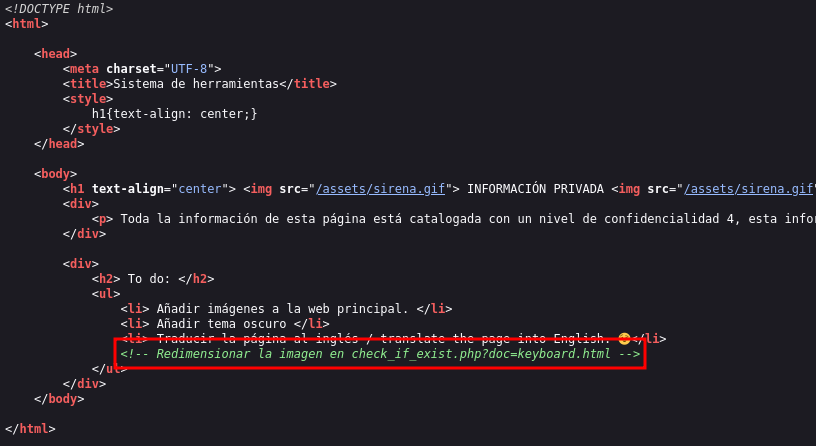 <!DOCTYPE html>
<html>
<head>
<meta charset="UTF-8">
<title>Sistema de herramientas</title>
<style>
h1{text-align: center;}
</style>
</head>
<body>
<h1 text-align="center"> <img src="/assets/sirena.gif"> INFORMACIÓN PRIVADA <img src="/assets/sirena.gif"
<div>
<p> Toda la información de esta página está catalogada con un nivel de confidencialidad 4, esta infor
</div>
<div>
<h2> To do: </h2>
<ul>
<li> Añadir imágenes a la web principal. </li>
<li> Añadir tema oscuro </li>
<li> Traducir la página al inglés / translate the page into English. 😋</li>
<!-- Redimensionar la imagen en check_if_exist.php?doc=keyboard.html -->
</ul>
</div>
</body>
</html>